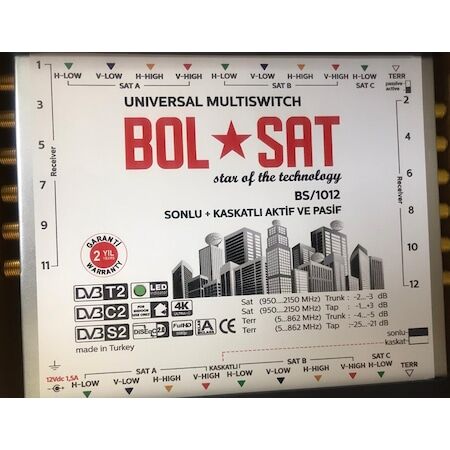 H-LOW V-LOW H-HIGH V-HIGH H-LOW V-LOW H-HIGH V-HIGH H-LOW TERR
SAT A SAT B SAT C
passive
active
1 3 5 7 9 11
Receiver
2 4 6 8 10 12
Receiver
UNIVERSAL MULTISWITCH
BOL★SAT
star of the technology
BS/1012
SONLU + KASKATLI AKTİF VE PASİF
GARANTİ
2 YIL
YEARS
WARRANTY
DVB T2 LED
DVB C2 4K
DVB S2 DiSEqC 2.0 Full HD A CE
made in Turkey
Sat (950...2150 MHz) Trunk : -2...-3 dB
Sat (950...2150 MHz) Tap : -1...+3 dB
Terr (5...862 MHz) Trunk : -4...-5 dB
Terr (5...862 MHz) Tap : -25...-21 dB
sonlu
kaskat
KASKATLI
SAT A SAT B SAT C
12Vdc 1,5A H-LOW V-LOW H-HIGH V-HIGH H-LOW V-LOW H-HIGH V-HIGH H-LOW TERR